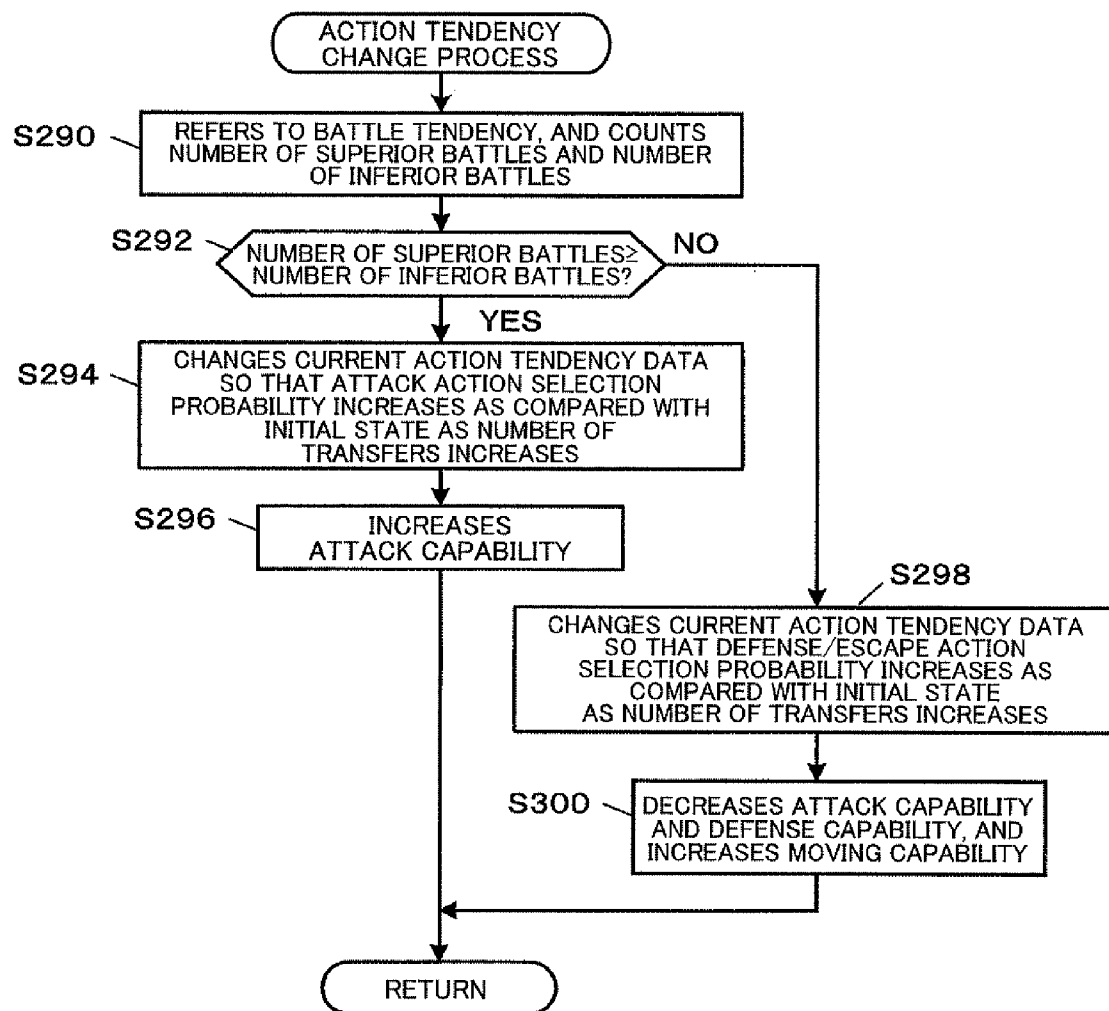 ACTION TENDENCY
CHANGE PROCESS
S290
REFERS TO BATTLE TENDENCY, AND COUNTS
NUMBER OF SUPERIOR BATTLES AND NUMBER
OF INFERIOR BATTLES
S292
NUMBER OF SUPERIOR BATTLES≥
NUMBER OF INFERIOR BATTLES?
NO
YES
S294
CHANGES CURRENT ACTION TENDENCY DATA
SO THAT ATTACK ACTION SELECTION
PROBABILITY INCREASES AS COMPARED WITH
INITIAL STATE AS NUMBER OF
TRANSFERS INCREASES
S296
INCREASES
ATTACK CAPABILITY
S298
CHANGES CURRENT ACTION TENDENCY DATA
SO THAT DEFENSE/ESCAPE ACTION
SELECTION PROBABILITY INCREASES AS
COMPARED WITH INITIAL STATE
AS NUMBER OF TRANSFERS INCREASES
S300
DECREASES ATTACK CAPABILITY
AND DEFENSE CAPABILITY, AND
INCREASES MOVING CAPABILITY
RETURN